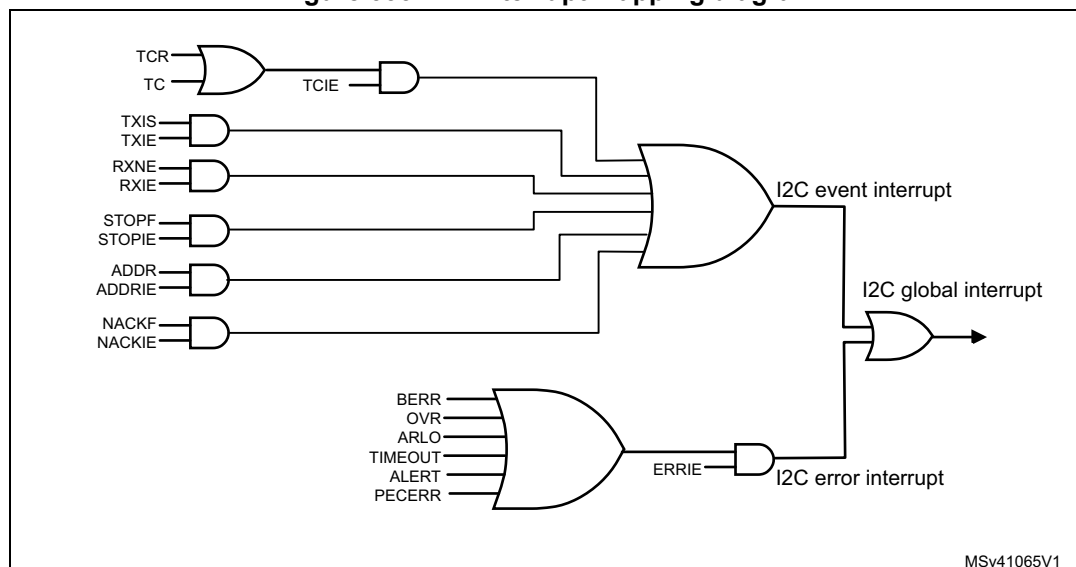 TCR
TC
TCIE
TXIS
TXIE
RXNE
RXIE
STOPF
STOPIE
ADDR
ADDRIE
NACKF
NACKIE
I2C event interrupt
I2C global interrupt
BERR
OVR
ARLO
TIMEOUT
ALERT
PECERR
ERRIE
I2C error interrupt
MSv41065V1